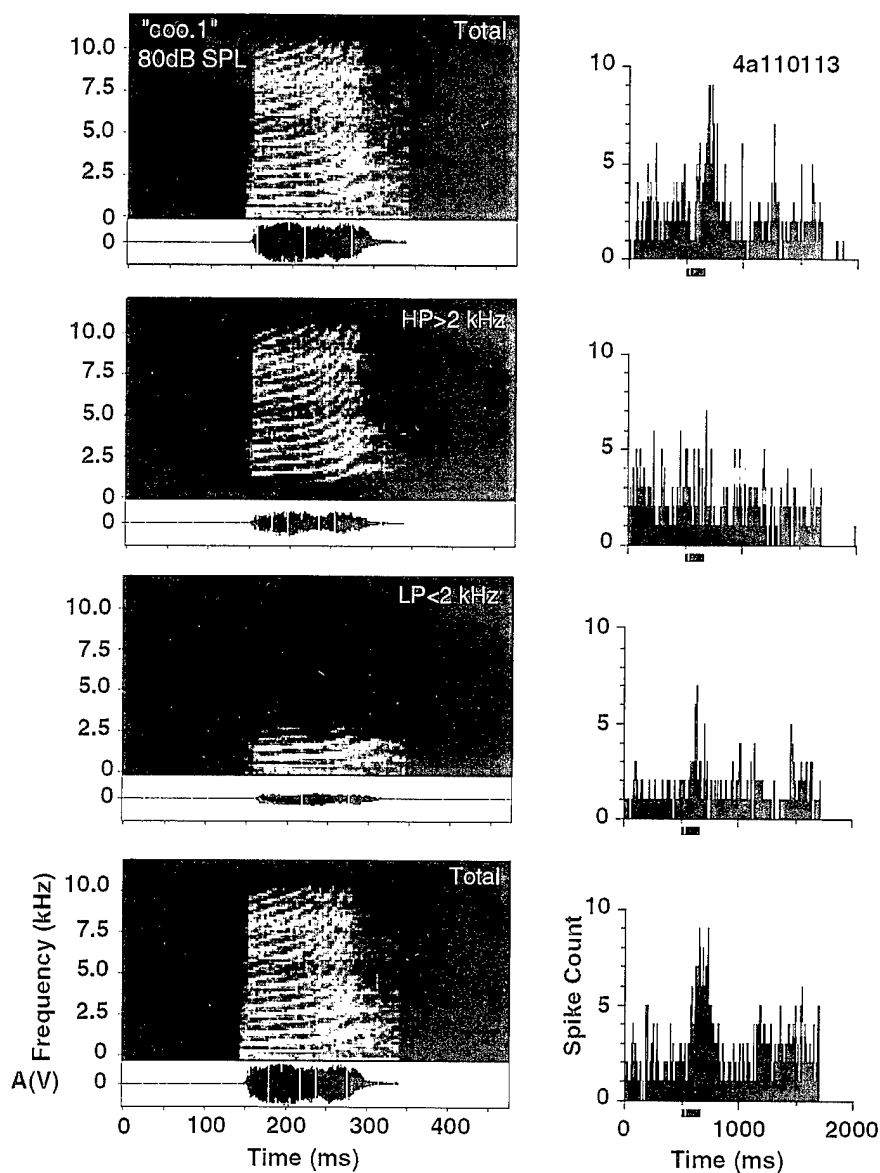 "coo.1"
80dB SPL
Total
10.0
7.5
5.0
2.5
0
0
4a110113
10
5
0
HP>2 kHz
10.0
7.5
5.0
2.5
0
0
10
5
0
LP<2 kHz
10.0
7.5
5.0
2.5
0
0
10
5
0
Total
10.0
7.5
5.0
2.5
0
Frequency (kHz)
A(V)
0
0 100 200 300 400
Time (ms)
Spike Count
10
5
0
0 1000 2000
Time (ms)